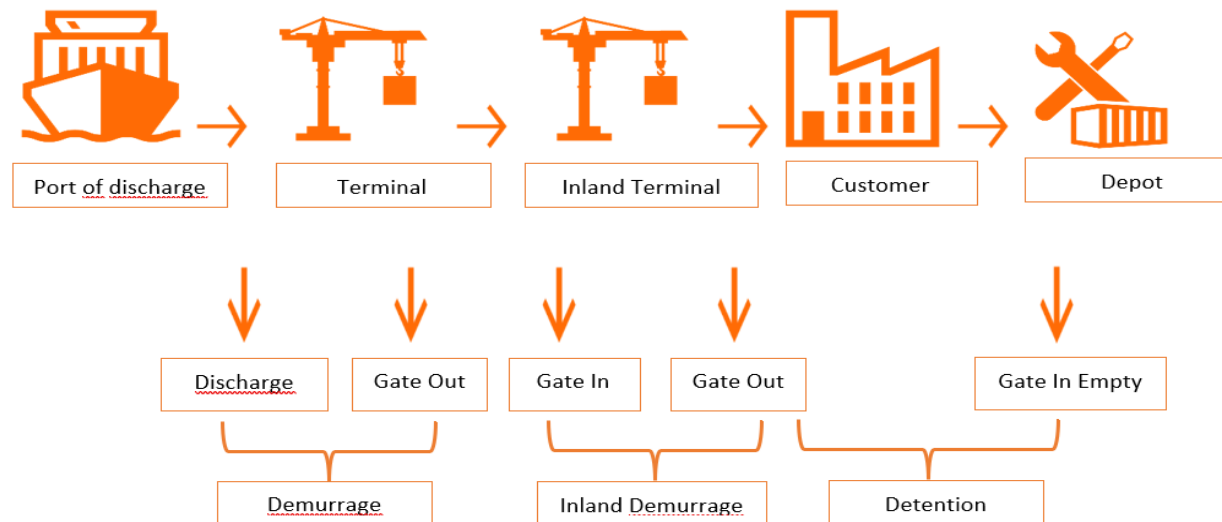 Port of discharge
Terminal
Inland Terminal
Customer
Depot
Discharge
Gate Out
Gate In
Gate Out
Gate In Empty
Demurrage
Inland Demurrage
Detention